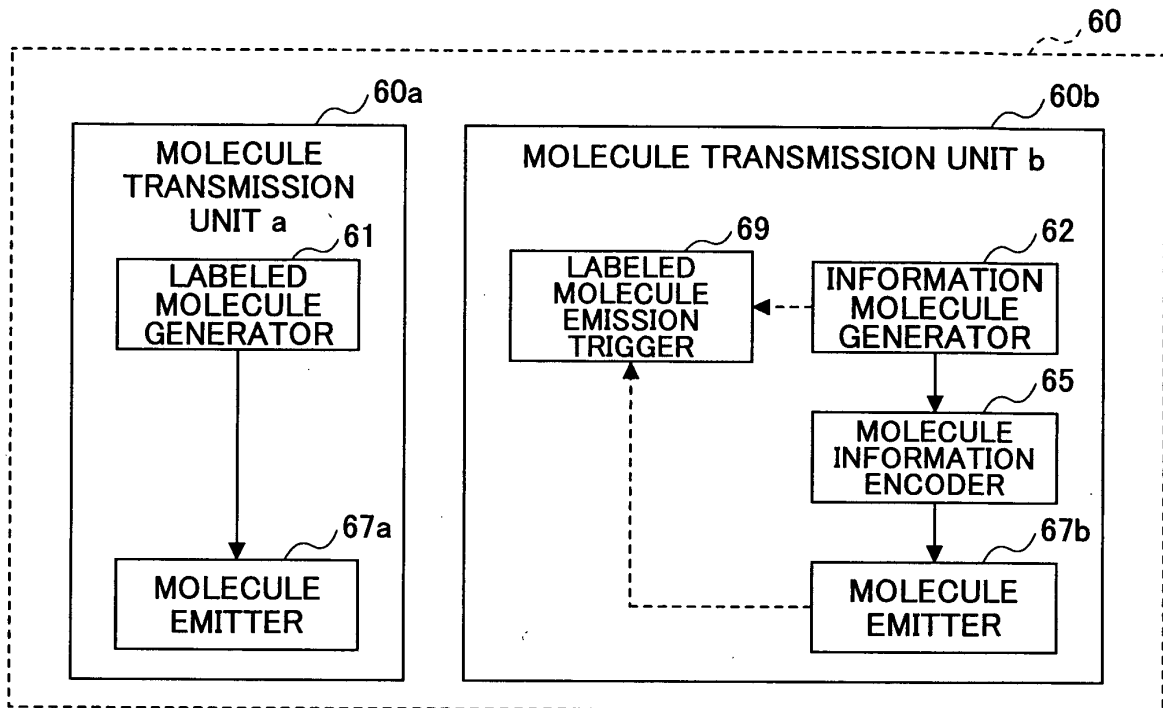 60
60a
MOLECULE
TRANSMISSION
UNIT a
61
LABELED
MOLECULE
GENERATOR
67a
MOLECULE
EMITTER
60b
MOLECULE TRANSMISSION UNIT b
69
LABELED
MOLECULE
EMISSION
TRIGGER
62
INFORMATION
MOLECULE
GENERATOR
65
MOLECULE
INFORMATION
ENCODER
67b
MOLECULE
EMITTER